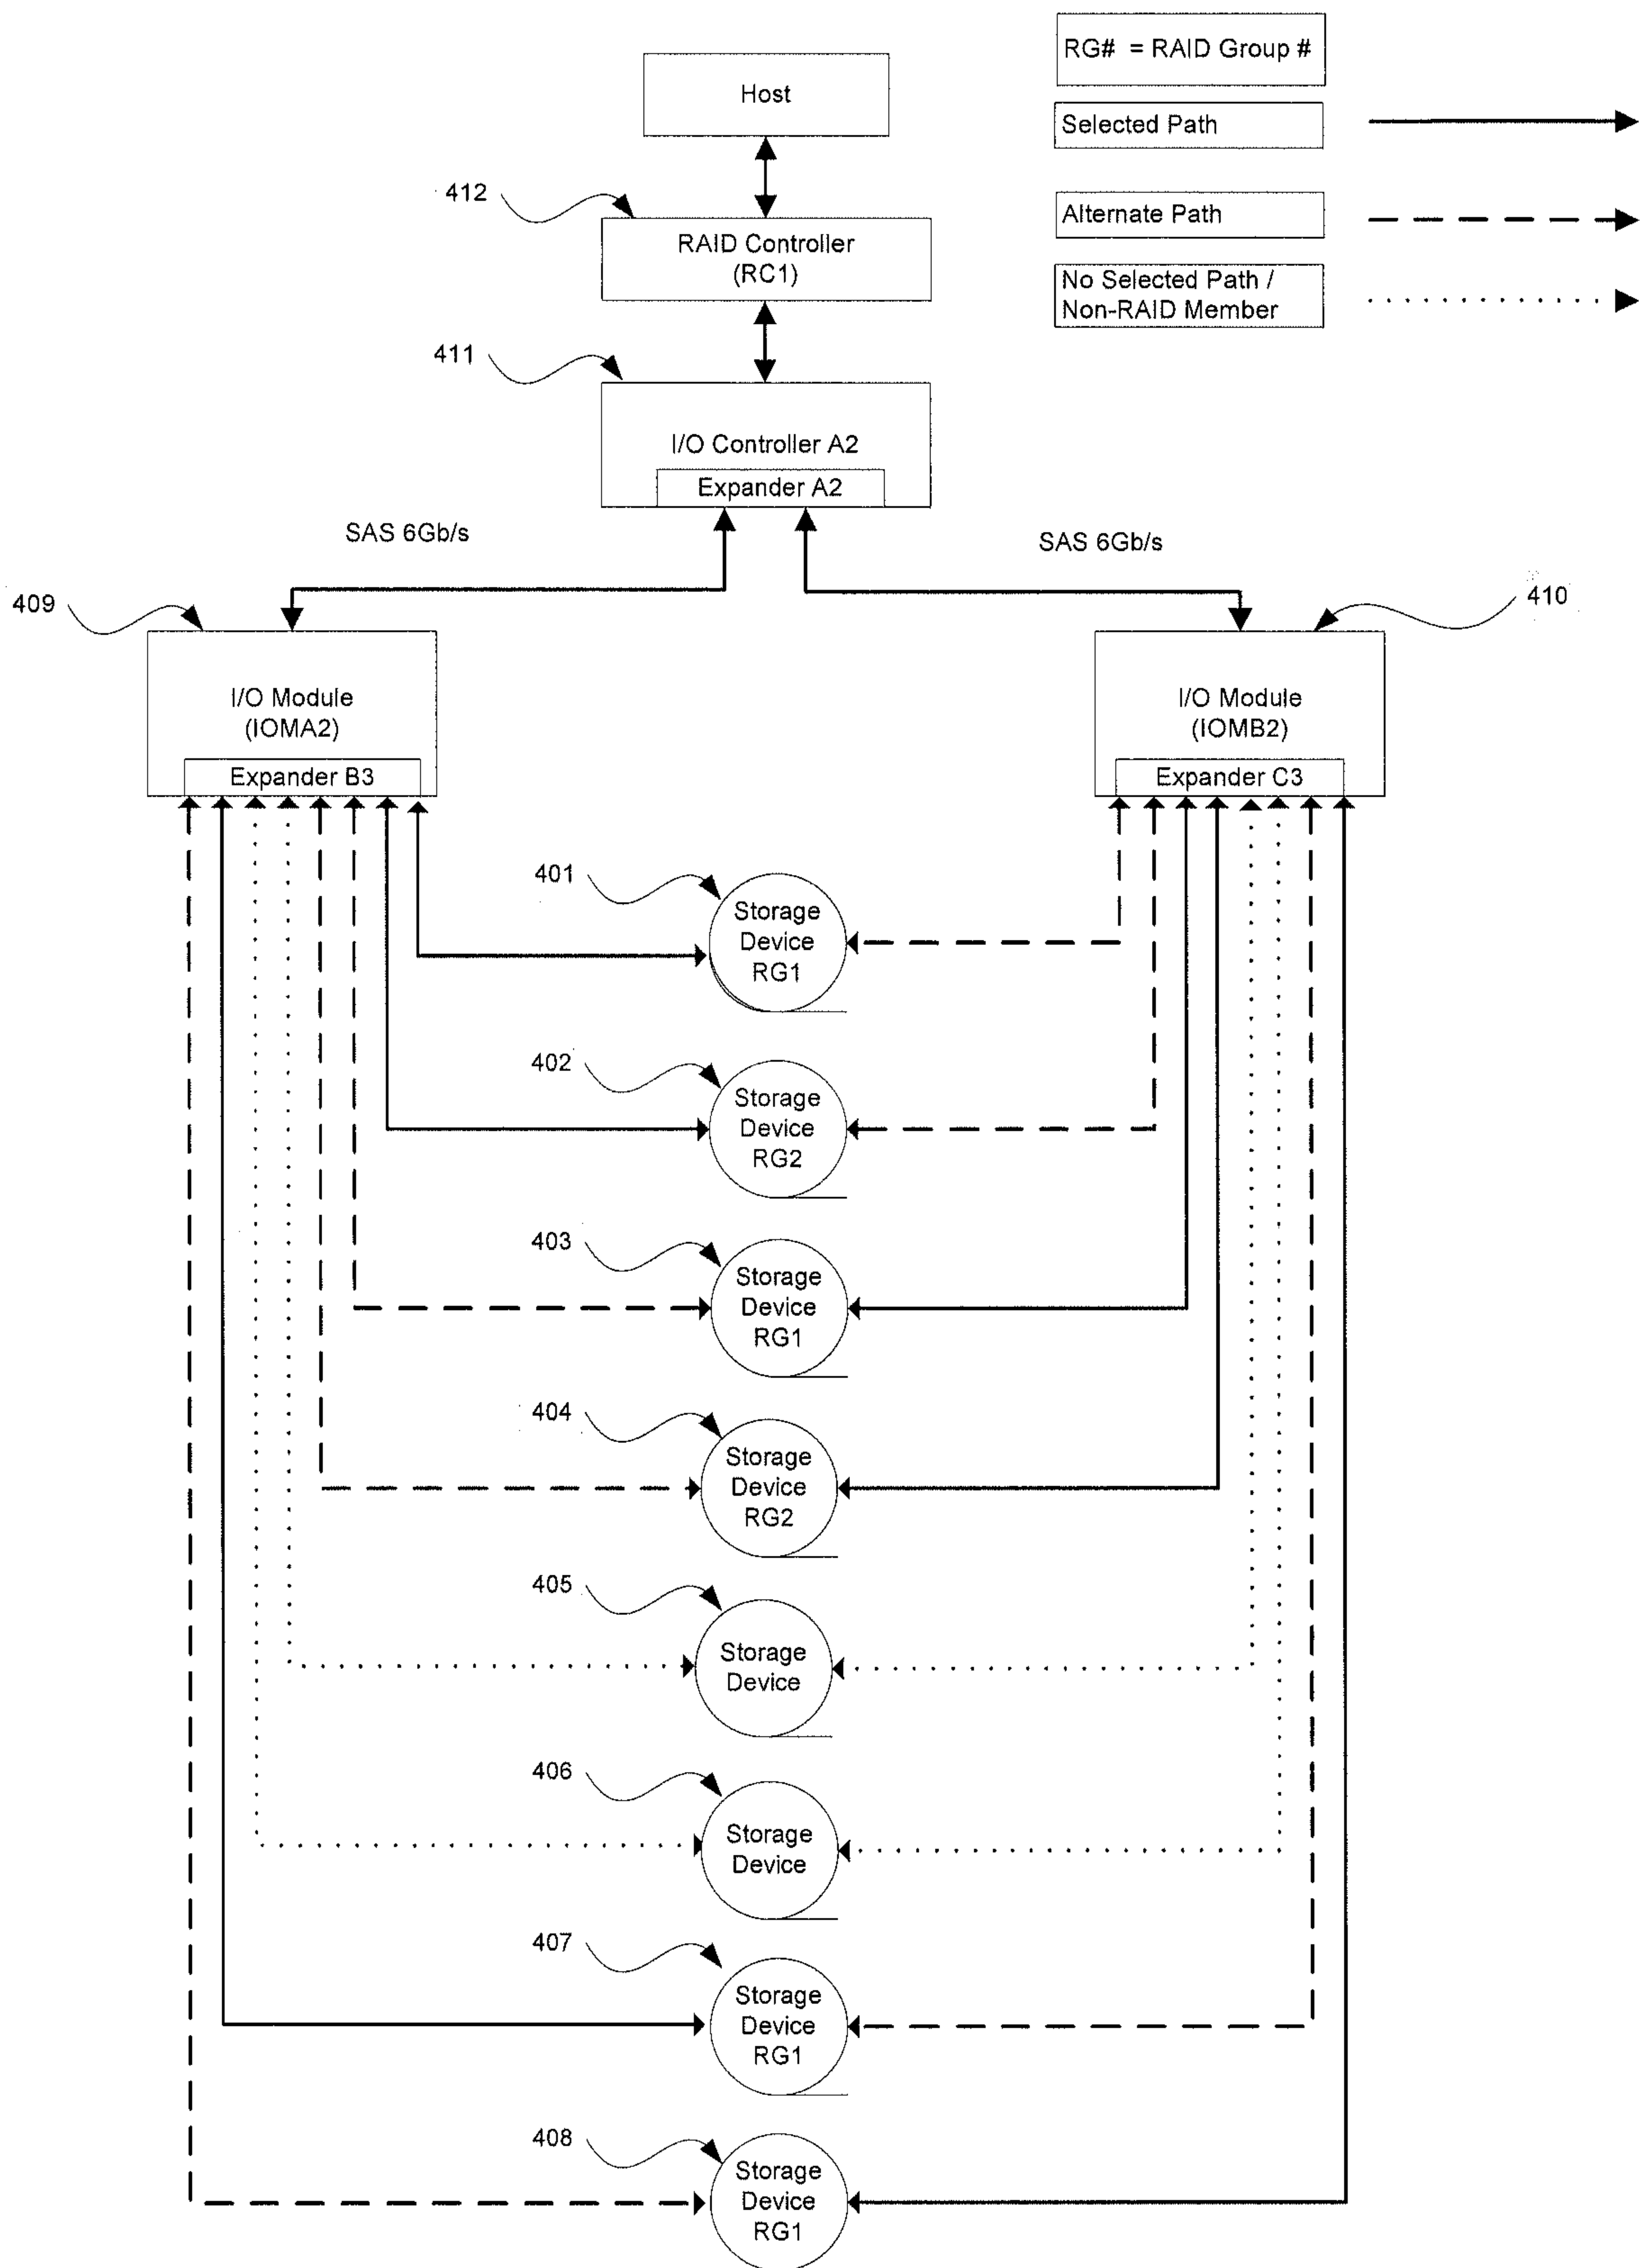 RG# = RAID Group #
Host
Selected Path
412
Alternate Path
RAID Controller
(RC1)
No Selected Path /
Non-RAID Member
411
I/O Controller A2
Expander A2
SAS 6Gb/s
SAS 6Gb/s
409
410
I/O Module
(IOMA2)
Expander B3
I/O Module
(IOMB2)
Expander C3
401
Storage
Device
RG1
402
Storage
Device
RG2
403
Storage
Device
RG1
404
Storage
Device
RG2
405
Storage
Device
406
Storage
Device
407
Storage
Device
RG1
408
Storage
Device
RG1